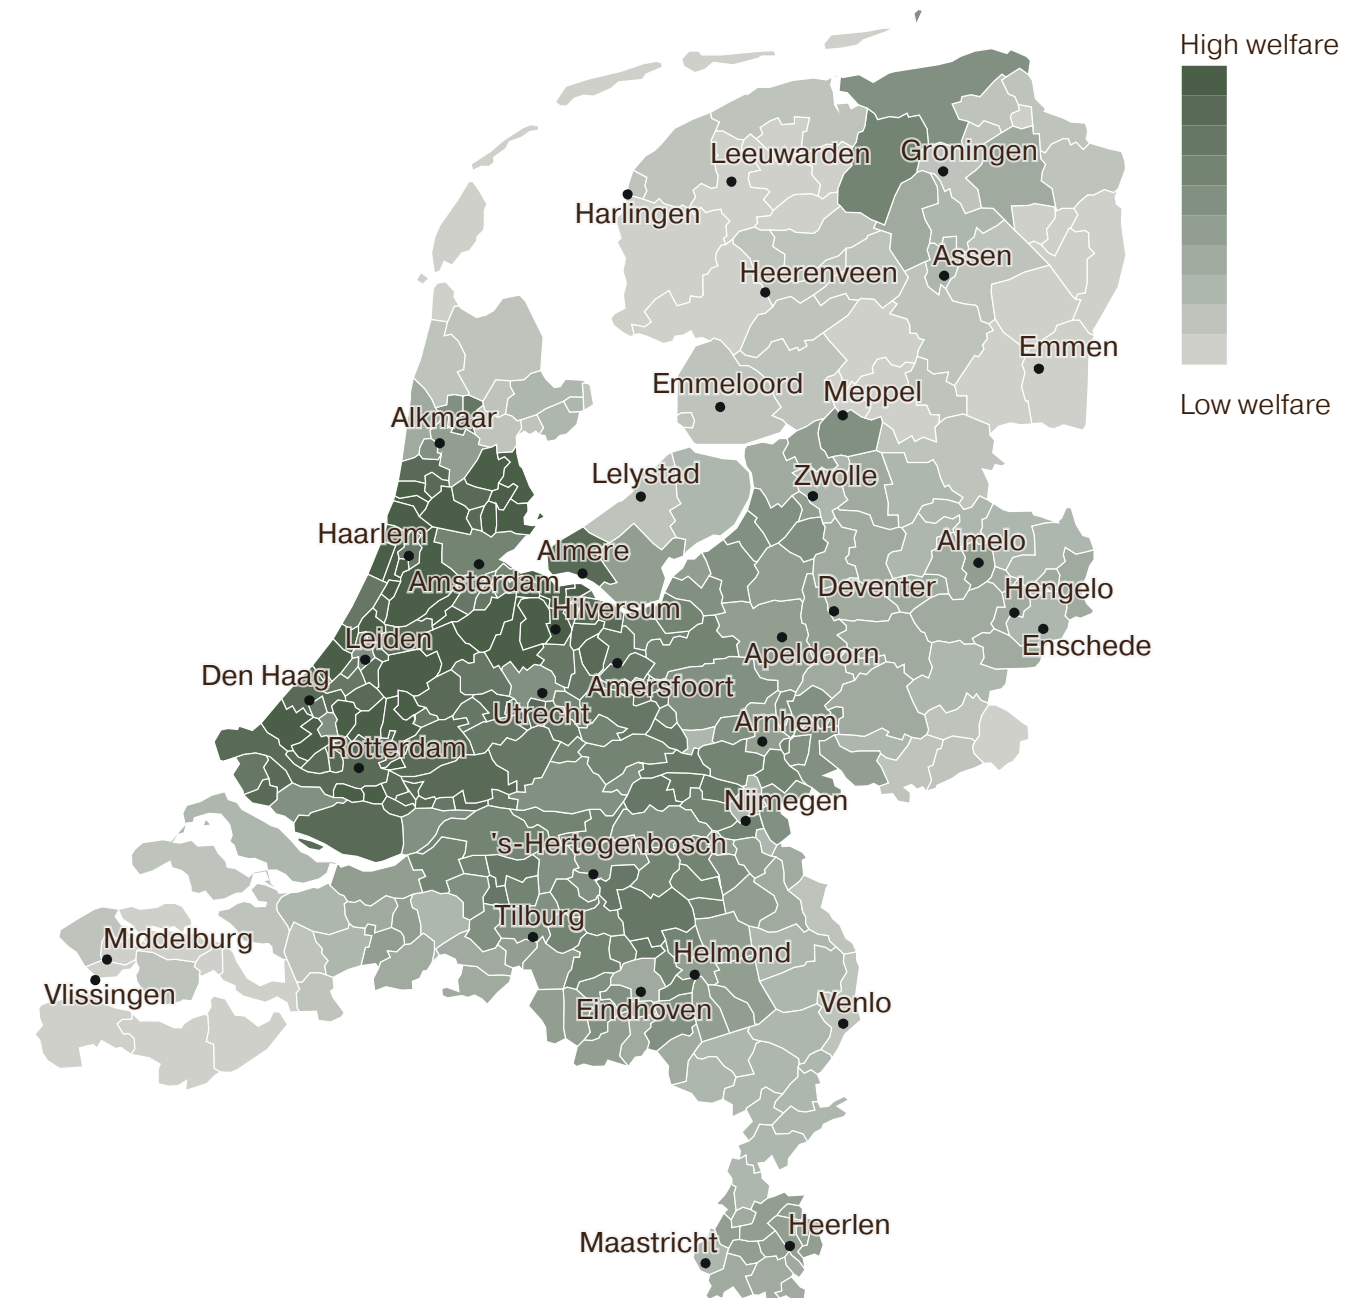 High welfare
Leeuwarden
Groningen
Harlingen
Assen
Heerenveen
Emmen
Emmeloord
Meppel
Low welfare
Alkmaar
Lelystad
Zwolle
Haarlem
Almere
Almelo
Amsterdam
Deventer
Hengelo
Hilversum
Leiden
Enschede
Apeldoorn
Den Haag
Amersfoort
Utrecht
Arnhem
Rotterdam
Nijmegen
's-Hertogenbosch
Tilburg
Middelburg
Helmond
Vlissingen
Venlo
Eindhoven
Heerlen
Maastricht